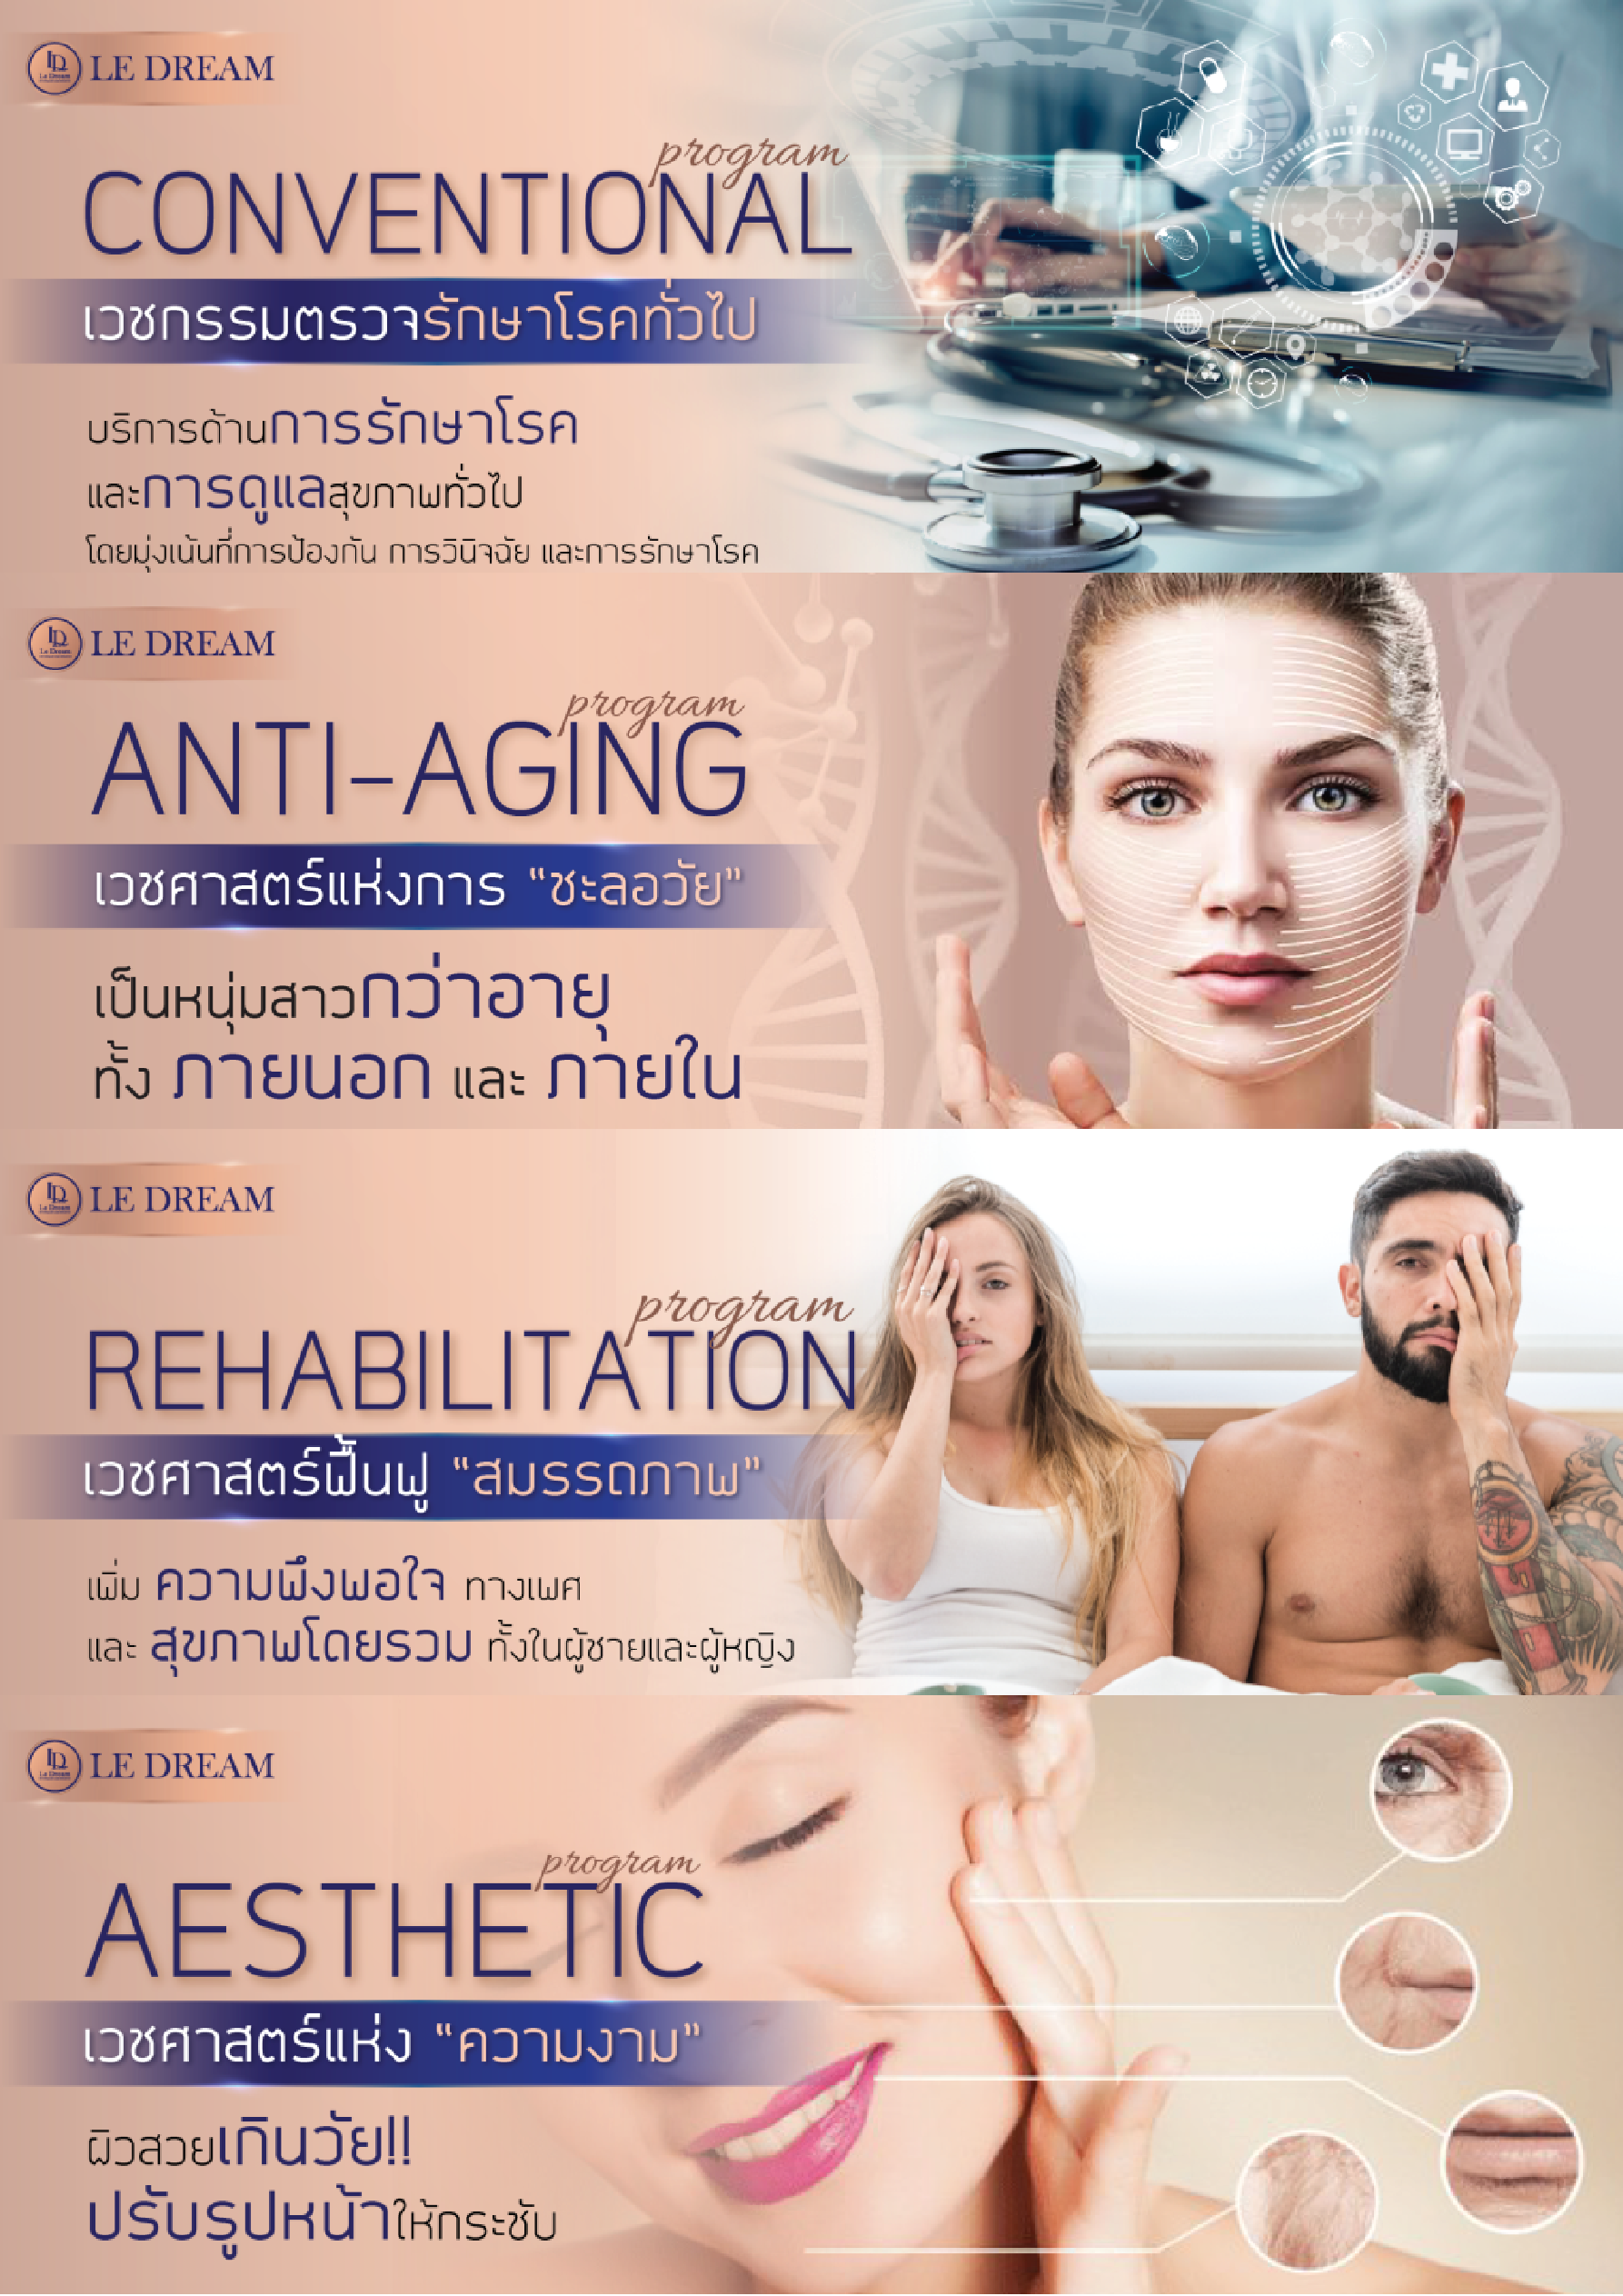 LE DREAM
program
CONVENTIONAL
เวชกรรมตรวจรักษาโรคทั่วไป
บริการด้านการรักษาโรค
และการดูแลสุขภาพทั่วไป
โดยมุ่งเน้นที่การป้องกัน การวินิจฉัย และการรักษาโรค
LE DREAM
program
ANTI-AGING
เวชศาสตร์แห่งการ "ชะลอวัย"
เป็นหนุ่มสาวกว่าอายุ
ทั้ง ภายนอก และ ภายใน
LE DREAM
program
REHABILITATION
เวชศาสตร์ฟื้นฟู "สมรรถภาพ"
เพิ่ม ความพึงพอใจ ทางเพศ
และ สุขภาพโดยรวม ทั้งในผู้ชายและผู้หญิง
LE DREAM
program
AESTHETIC
เวชศาสตร์แห่ง "ความงาม"
ผิวสวยเกินวัย!!
ปรับรูปหน้าให้กระชับ